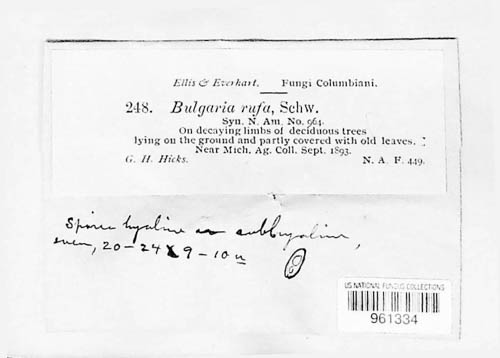 Ellis & Everhart. Fungi Columbiani.
248. Bulgaria rufa, Schw.
Syn. N. Am. No. 964.
On decaying limbs of deciduous trees
lying on the ground and partly covered with old leaves.
Near Mich. Ag. Coll. Sept. 1893.
G. H. Hicks. N. A. F. 449.
Spores hyaline or subhyaline,
even, 20-24 x 9-10 u
US NATIONAL FUNGUS COLLECTIONS
961334